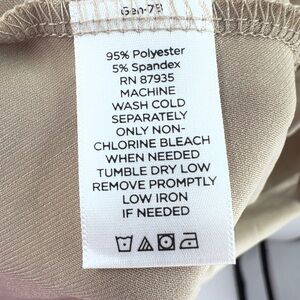 95% Polyester
5% Spandex
RN 87935
MACHINE
WASH COLD
SEPARATELY
ONLY NON-
CHLORINE BLEACH
WHEN NEEDED
TUMBLE DRY LOW
REMOVE PROMPTLY
LOW IRON
IF NEEDED